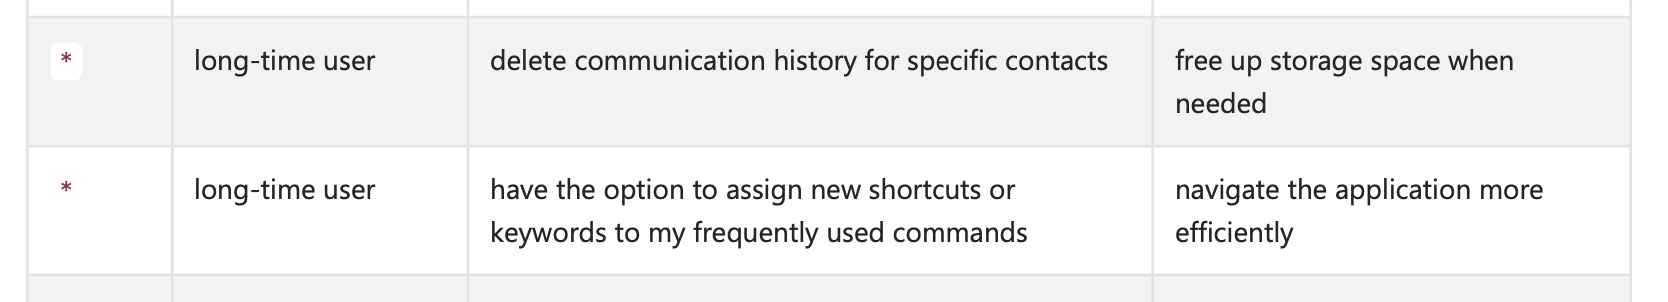 * long-time user delete communication history for specific contacts free up storage space when
needed
* long-time user have the option to assign new shortcuts or navigate the application more
keywords to my frequently used commands efficiently